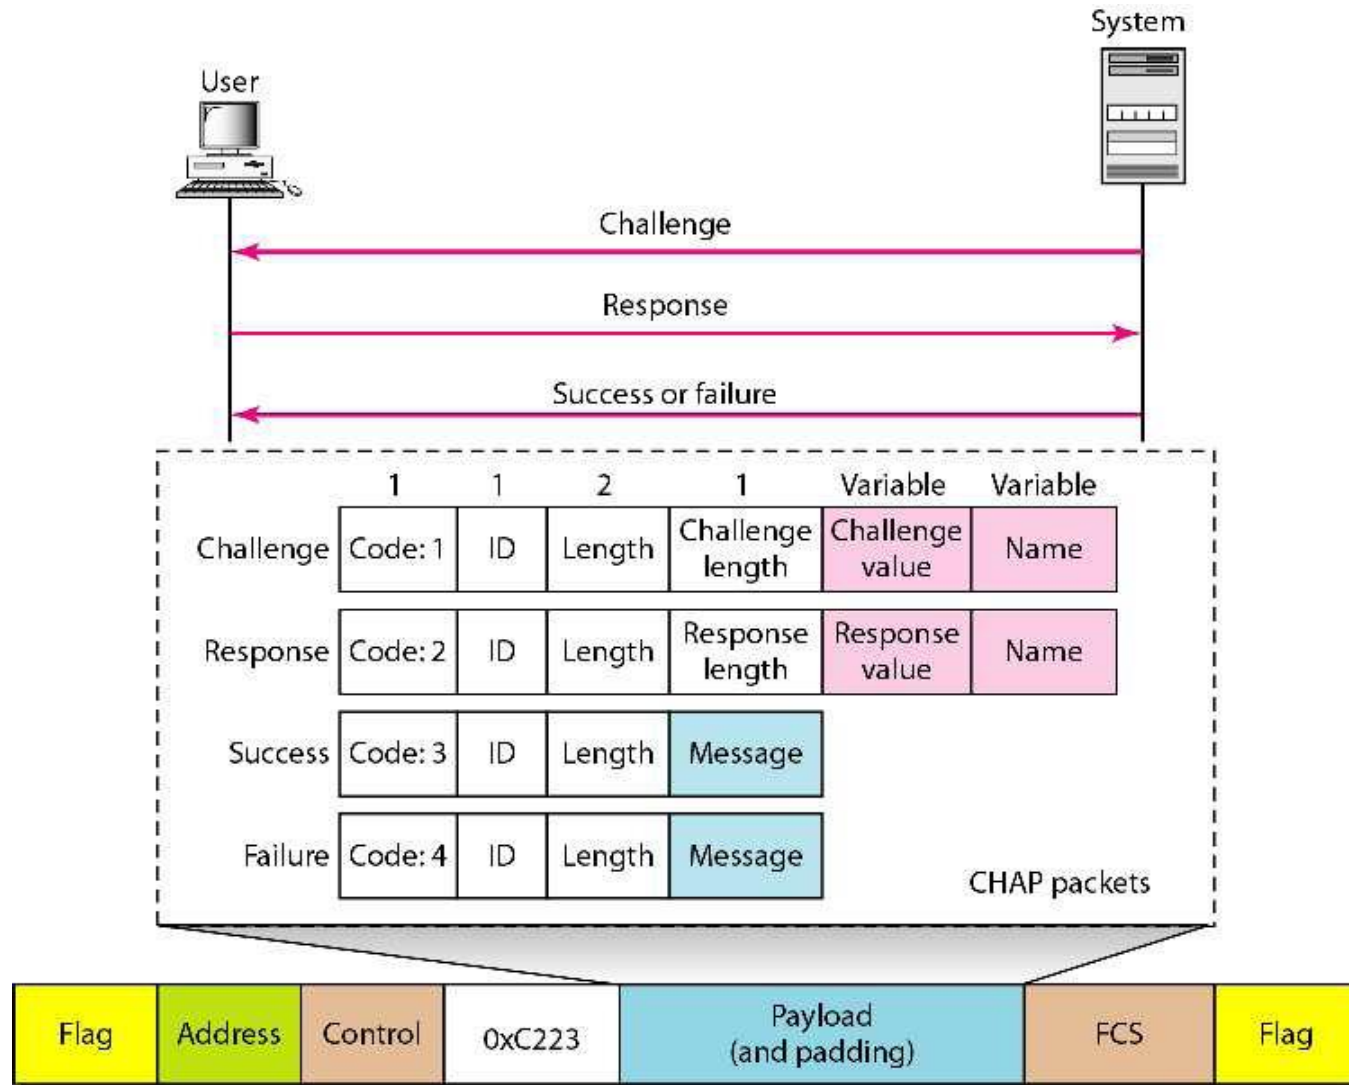 System
User
Challenge
Response
Success or failure
1 1 2 1 Variable Variable
Challenge Code: 1 ID Length Challenge length Challenge value Name
Response Code: 2 ID Length Response length Response value Name
Success Code: 3 ID Length Message
Failure Code: 4 ID Length Message
CHAP packets
Flag Address Control 0xC223 Payload (and padding) FCS Flag